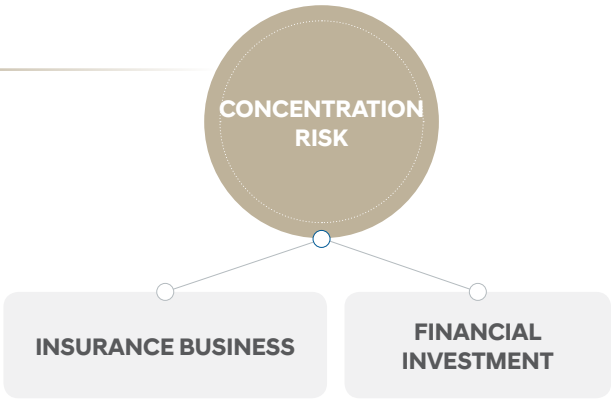 CONCENTRATION
RISK
INSURANCE BUSINESS
FINANCIAL
INVESTMENT